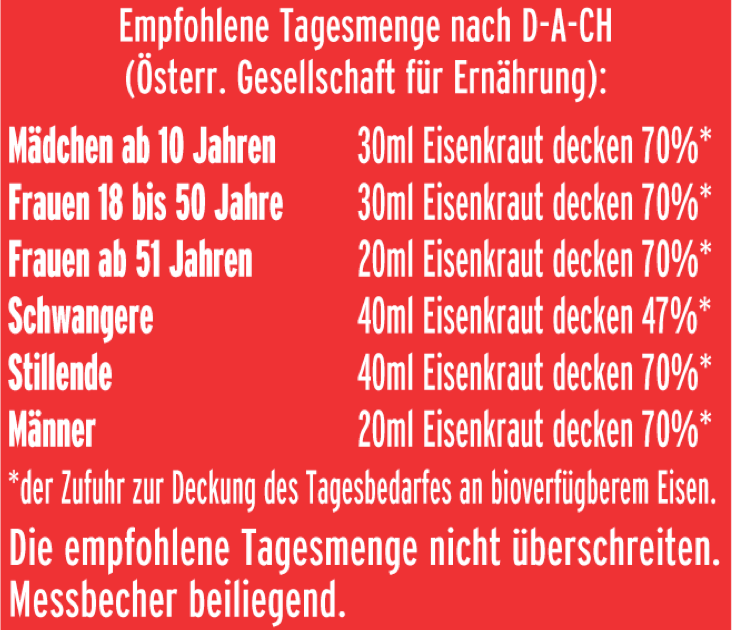 Empfohlene Tagesmenge nach D-A-CH
(Österr. Gesellschaft für Ernährung):
Mädchen ab 10 Jahren 30ml Eisenkraut decken 70%*
Frauen 18 bis 50 Jahre 30ml Eisenkraut decken 70%*
Frauen ab 51 Jahren 20ml Eisenkraut decken 70%*
Schwangere 40ml Eisenkraut decken 47%*
Stillende 40ml Eisenkraut decken 70%*
Männer 20ml Eisenkraut decken 70%*
*der Zufuhr zur Deckung des Tagesbedarfes an bioverfügberem Eisen.
Die empfohlene Tagesmenge nicht überschreiten.
Messbecher beiliegend.